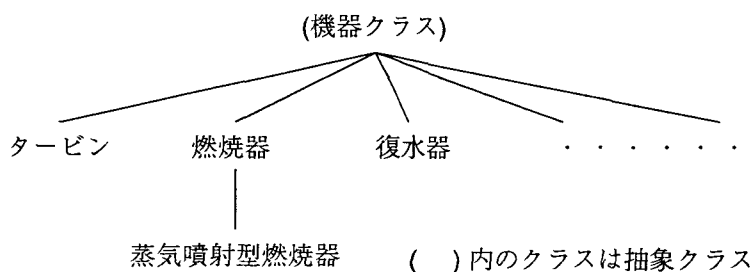 (機器クラス)
タービン 燃焼器 復水器 ・・・・・・
蒸気噴射型燃焼器 ( )内のクラスは抽象クラス